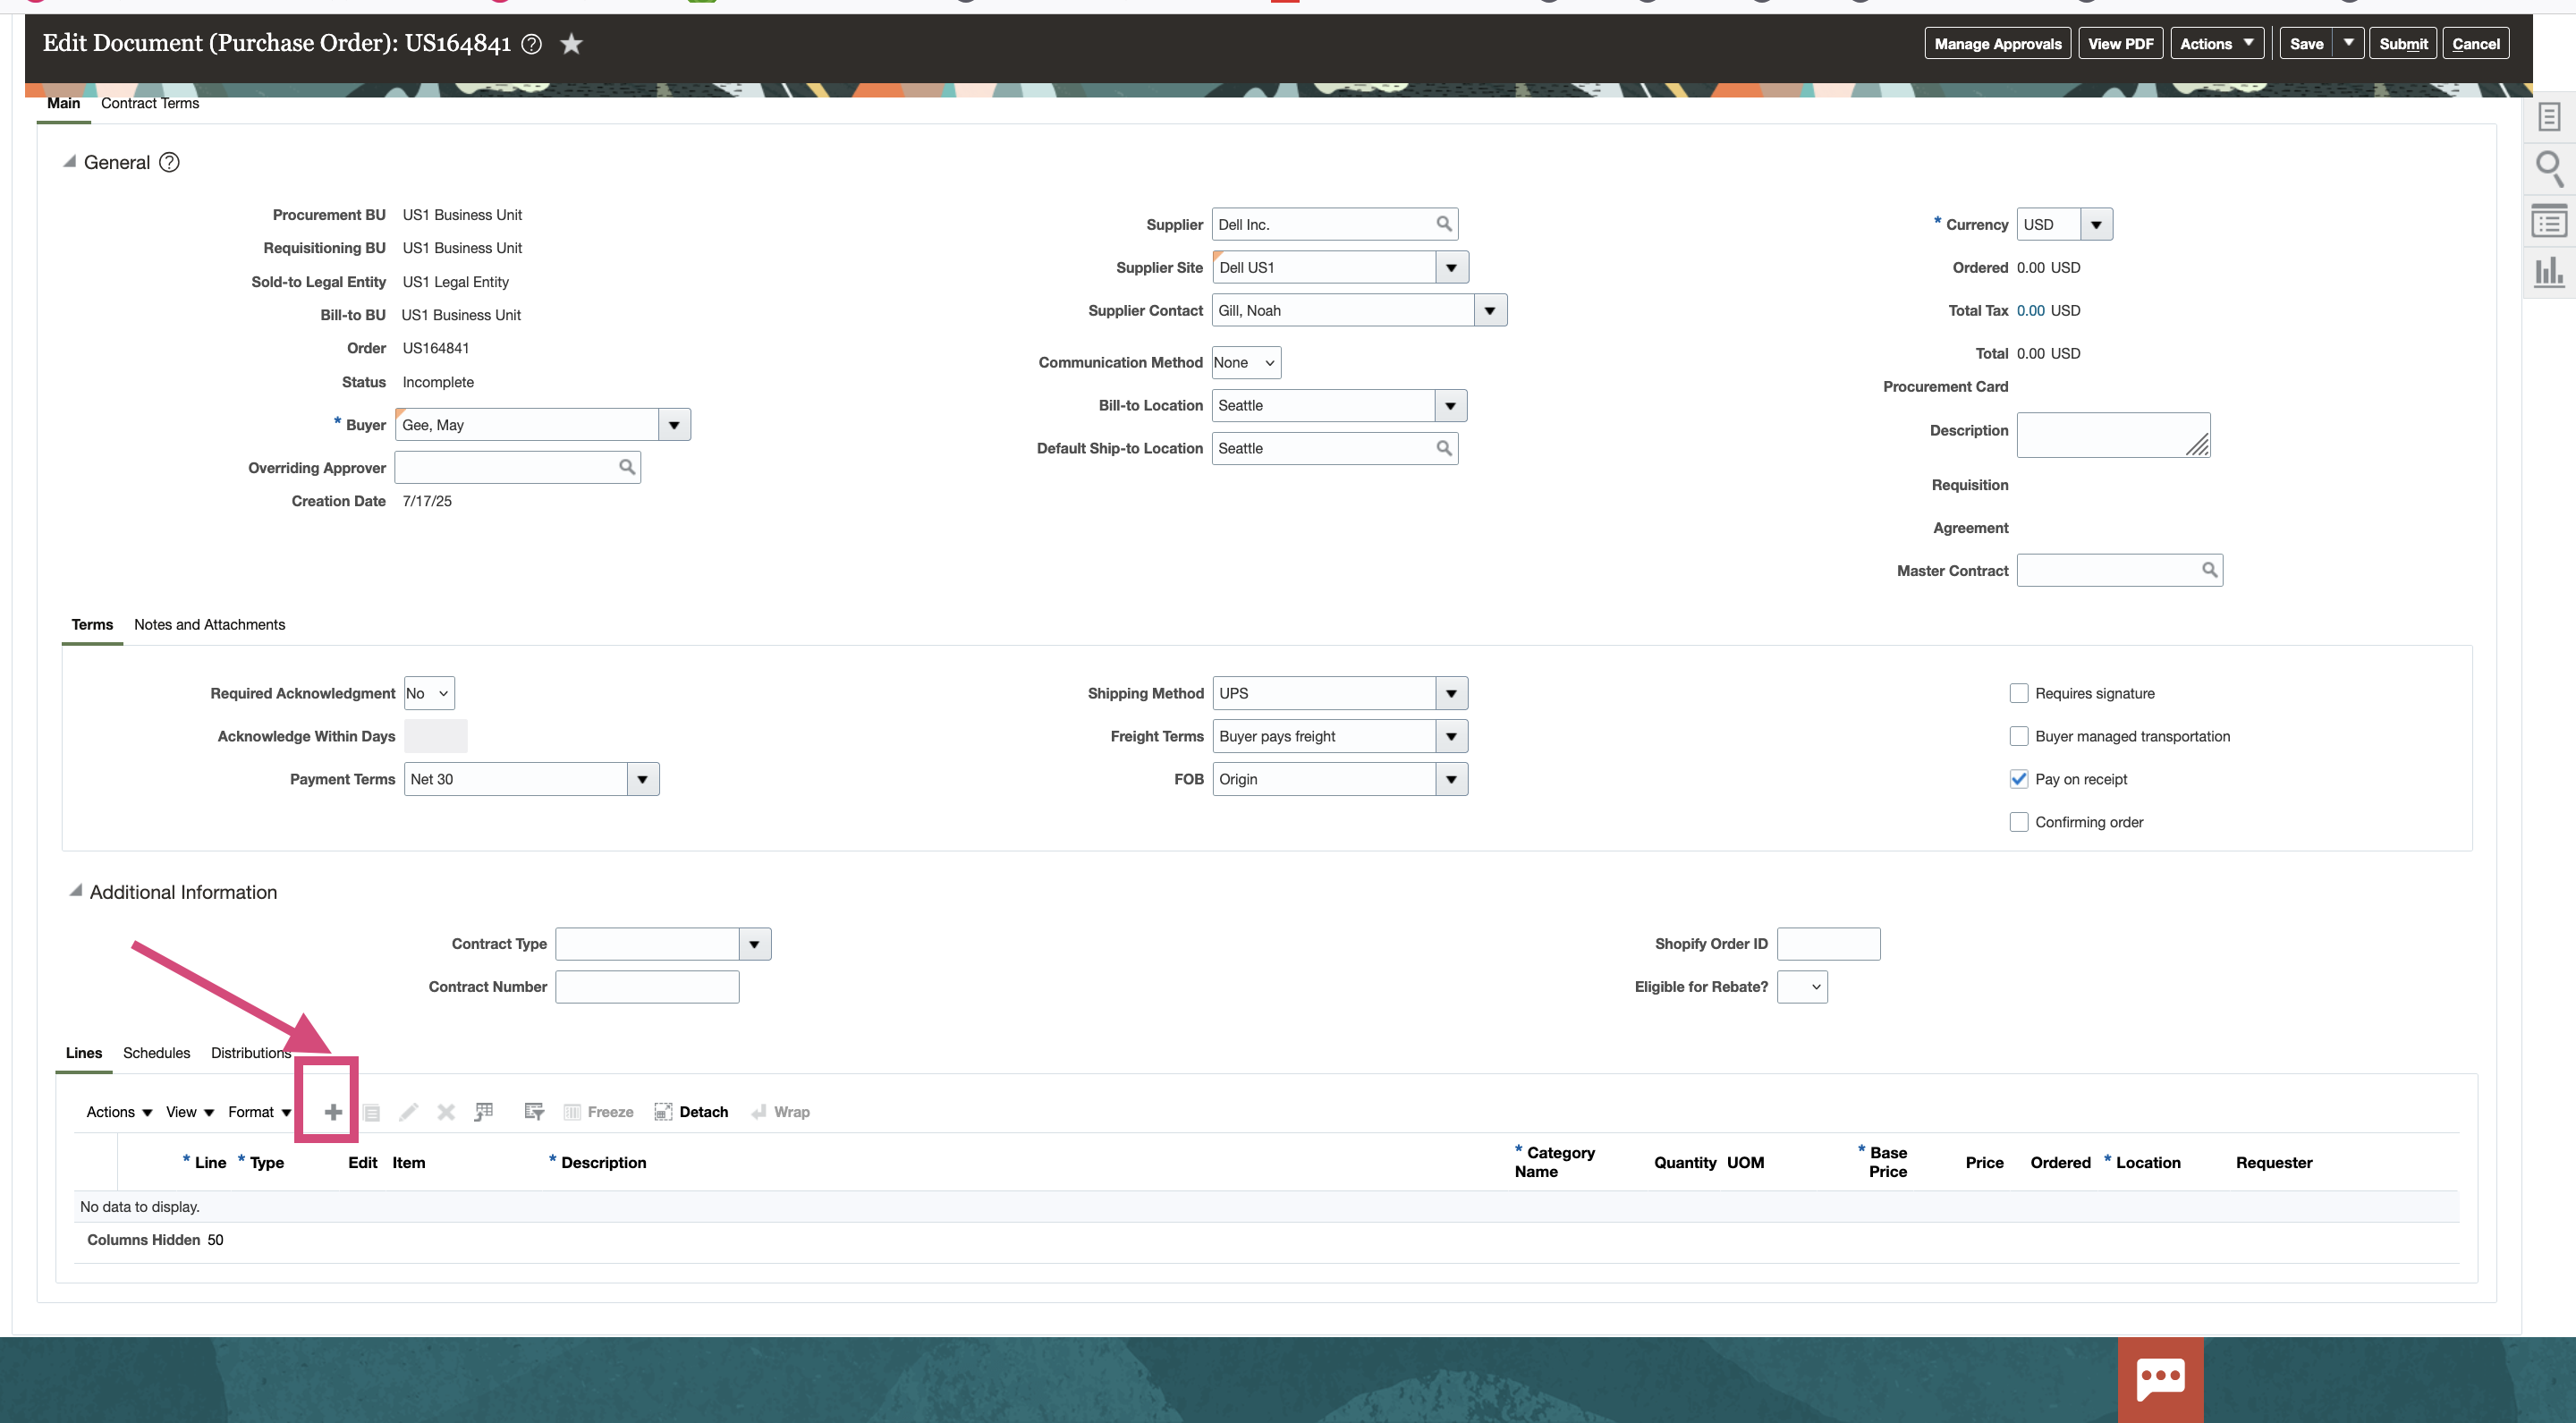 Edit Document (Purchase Order): US164841 ?
Manage Approvals View PDF Actions Save Submit Cancel
Main Contract Terms
General ?
Procurement BU US1 Business Unit
Requisitioning BU US1 Business Unit
Sold-to Legal Entity US1 Legal Entity
Bill-to BU US1 Business Unit
Order US164841
Status Incomplete
* Buyer Gee, May
Overriding Approver
Creation Date 7/17/25
Supplier Dell Inc.
Supplier Site Dell US1
Supplier Contact Gill, Noah
Communication Method None
Bill-to Location Seattle
Default Ship-to Location Seattle
* Currency USD
Ordered 0.00 USD
Total Tax 0.00 USD
Total 0.00 USD
Procurement Card
Description
Requisition
Agreement
Master Contract
Terms Notes and Attachments
Required Acknowledgment No
Acknowledge Within Days
Payment Terms Net 30
Shipping Method UPS
Freight Terms Buyer pays freight
FOB Origin
Requires signature
Buyer managed transportation
Pay on receipt
Confirming order
Additional Information
Contract Type
Contract Number
Shopify Order ID
Eligible for Rebate?
Lines Schedules Distributions
Actions View Format Freeze Detach Wrap
* Line * Type Edit Item * Description * Category Name Quantity UOM * Base Price Price Ordered * Location Requester
No data to display.
Columns Hidden 50